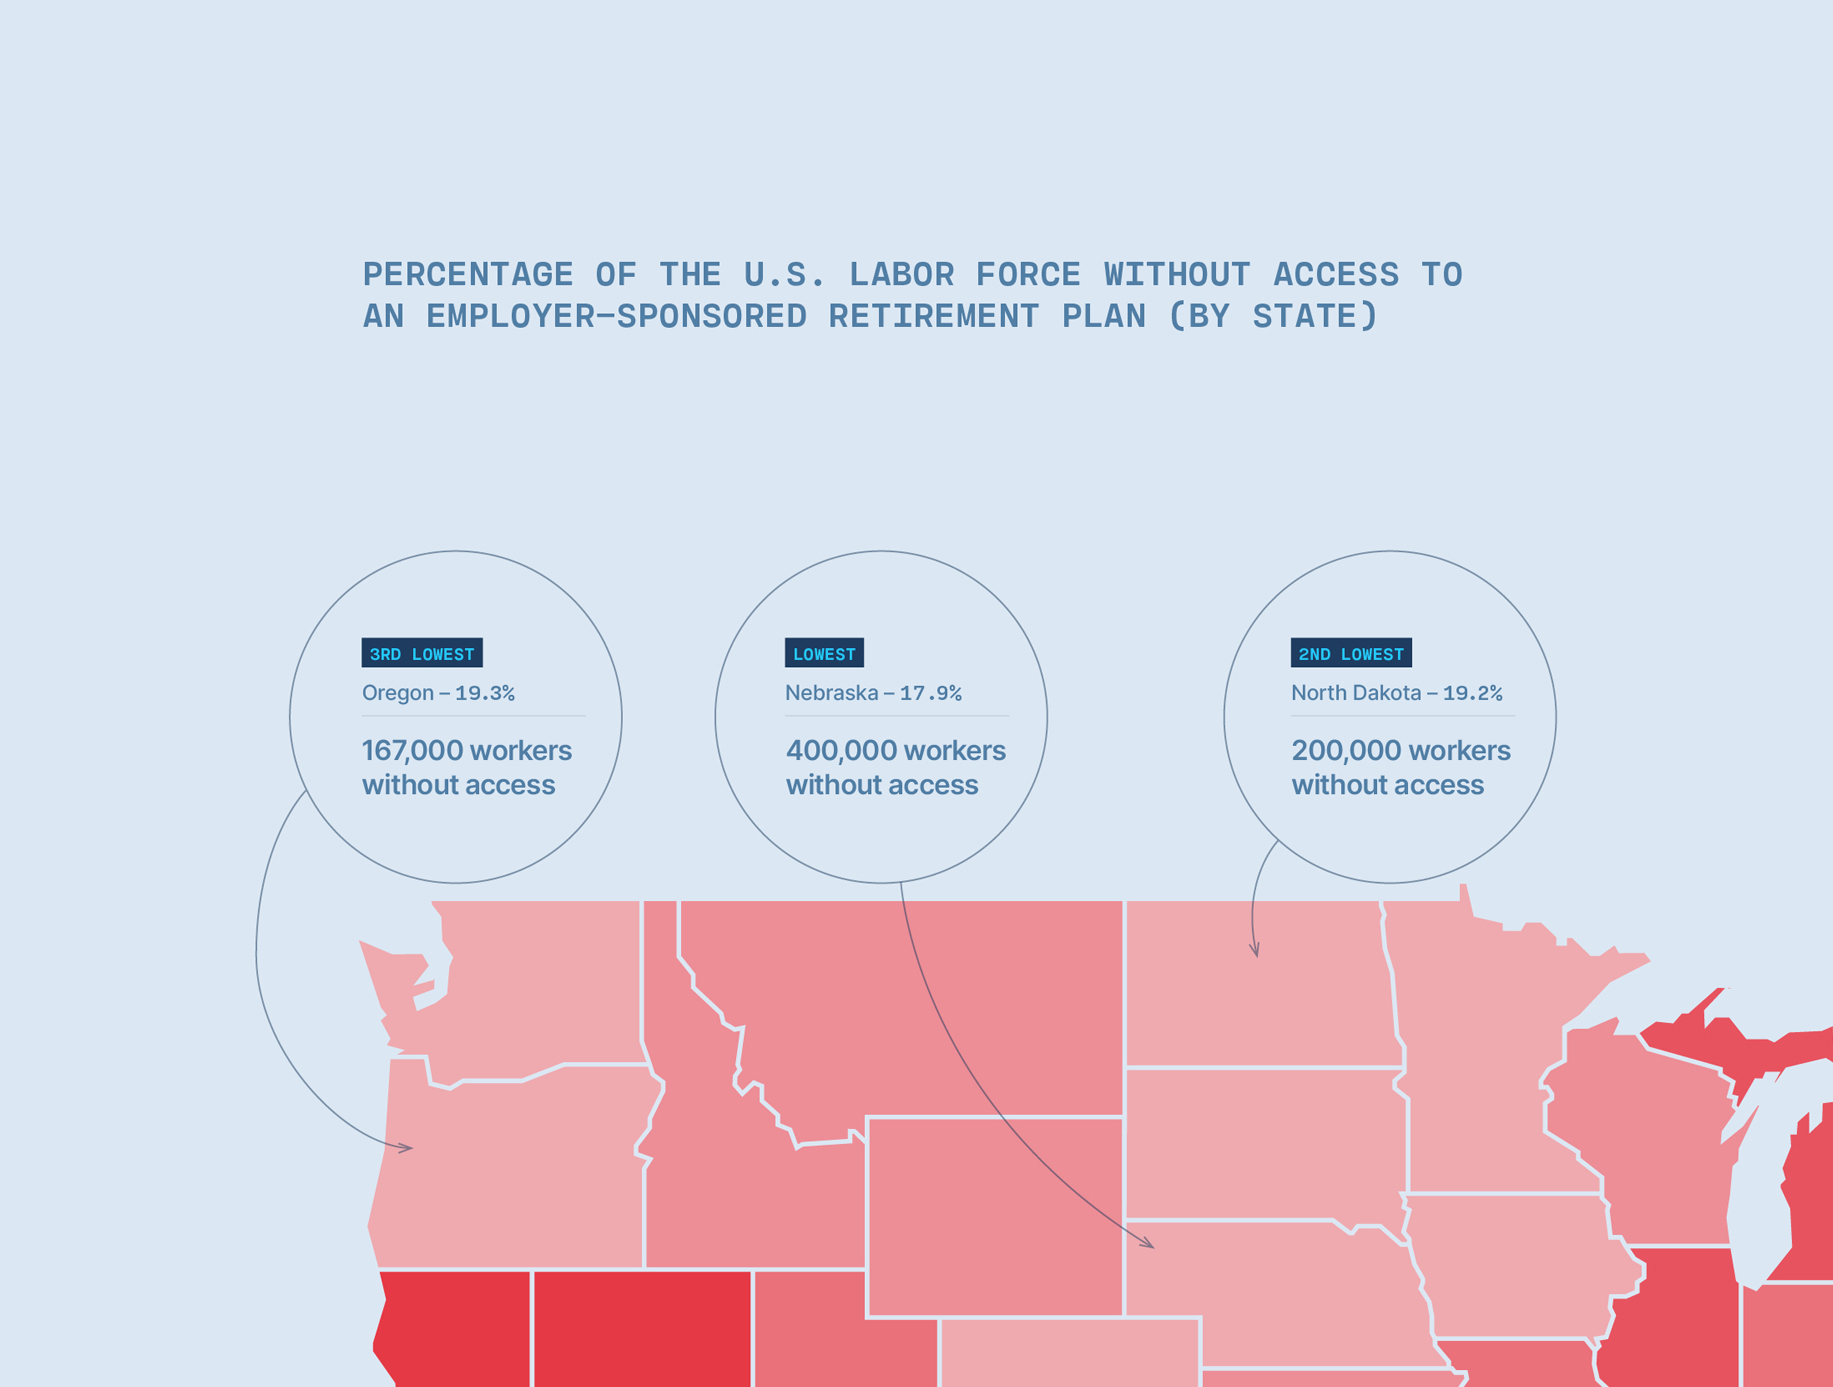 PERCENTAGE OF THE U.S. LABOR FORCE WITHOUT ACCESS TO
AN EMPLOYER–SPONSORED RETIREMENT PLAN (BY STATE)
3RD LOWEST
Oregon – 19.3%
167,000 workers
without access
LOWEST
Nebraska – 17.9%
400,000 workers
without access
2ND LOWEST
North Dakota – 19.2%
200,000 workers
without access